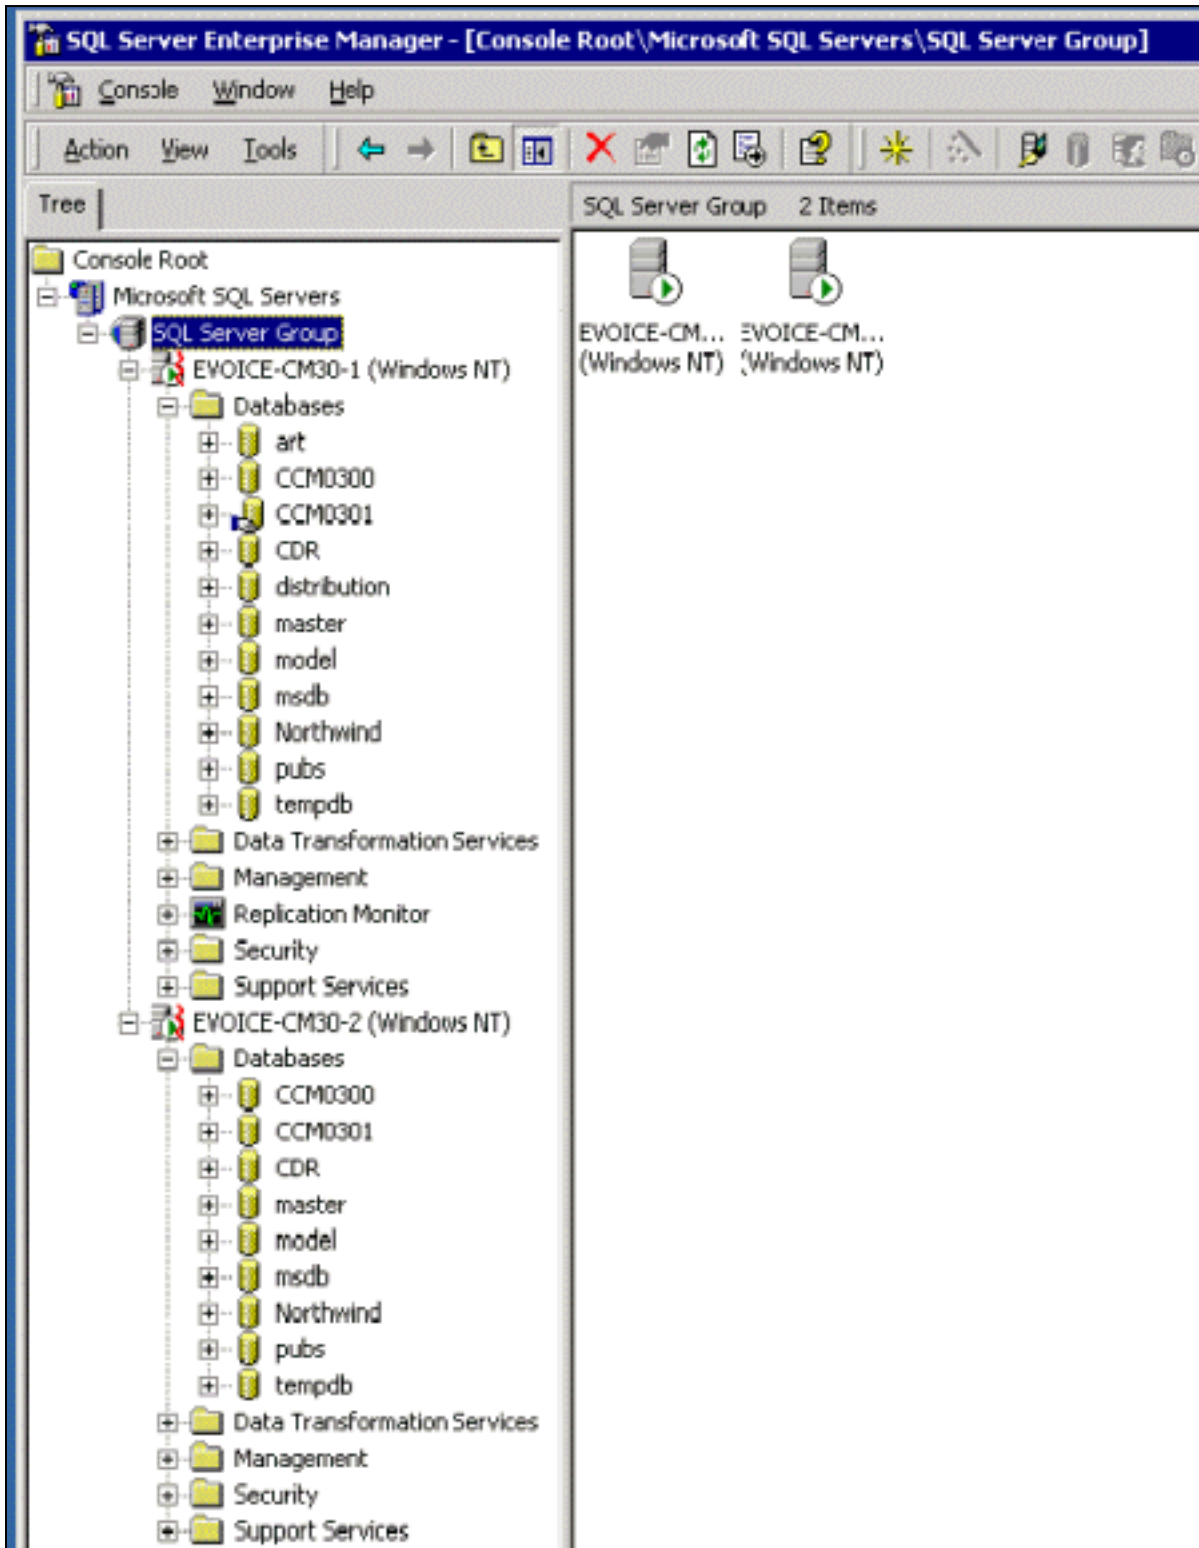 SQL Server Enterprise Manager - [Console Root\Microsoft SQL Servers\SQL Server Group]
Console Window Help
Action View Tools
Tree
SQL Server Group 2 Items
Console Root
Microsoft SQL Servers
SQL Server Group
EVOICE-CM30-1 (Windows NT)
Databases
art
CCM0300
CCM0301
CDR
distribution
master
model
msdb
Northwind
pubs
tempdb
Data Transformation Services
Management
Replication Monitor
Security
Support Services
EVOICE-CM30-2 (Windows NT)
Databases
CCM0300
CCM0301
CDR
master
model
msdb
Northwind
pubs
tempdb
Data Transformation Services
Management
Security
Support Services
EVOICE-CM... EVOICE-CM...
(Windows NT) (Windows NT)